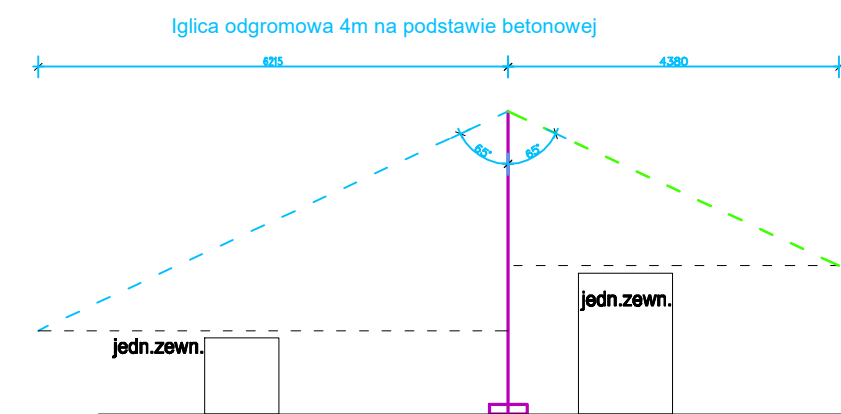 Iglica odgromowa 4m na podstawie betonowej
6215
4380
65°
65°
jedn.zewn.
jedn.zewn.